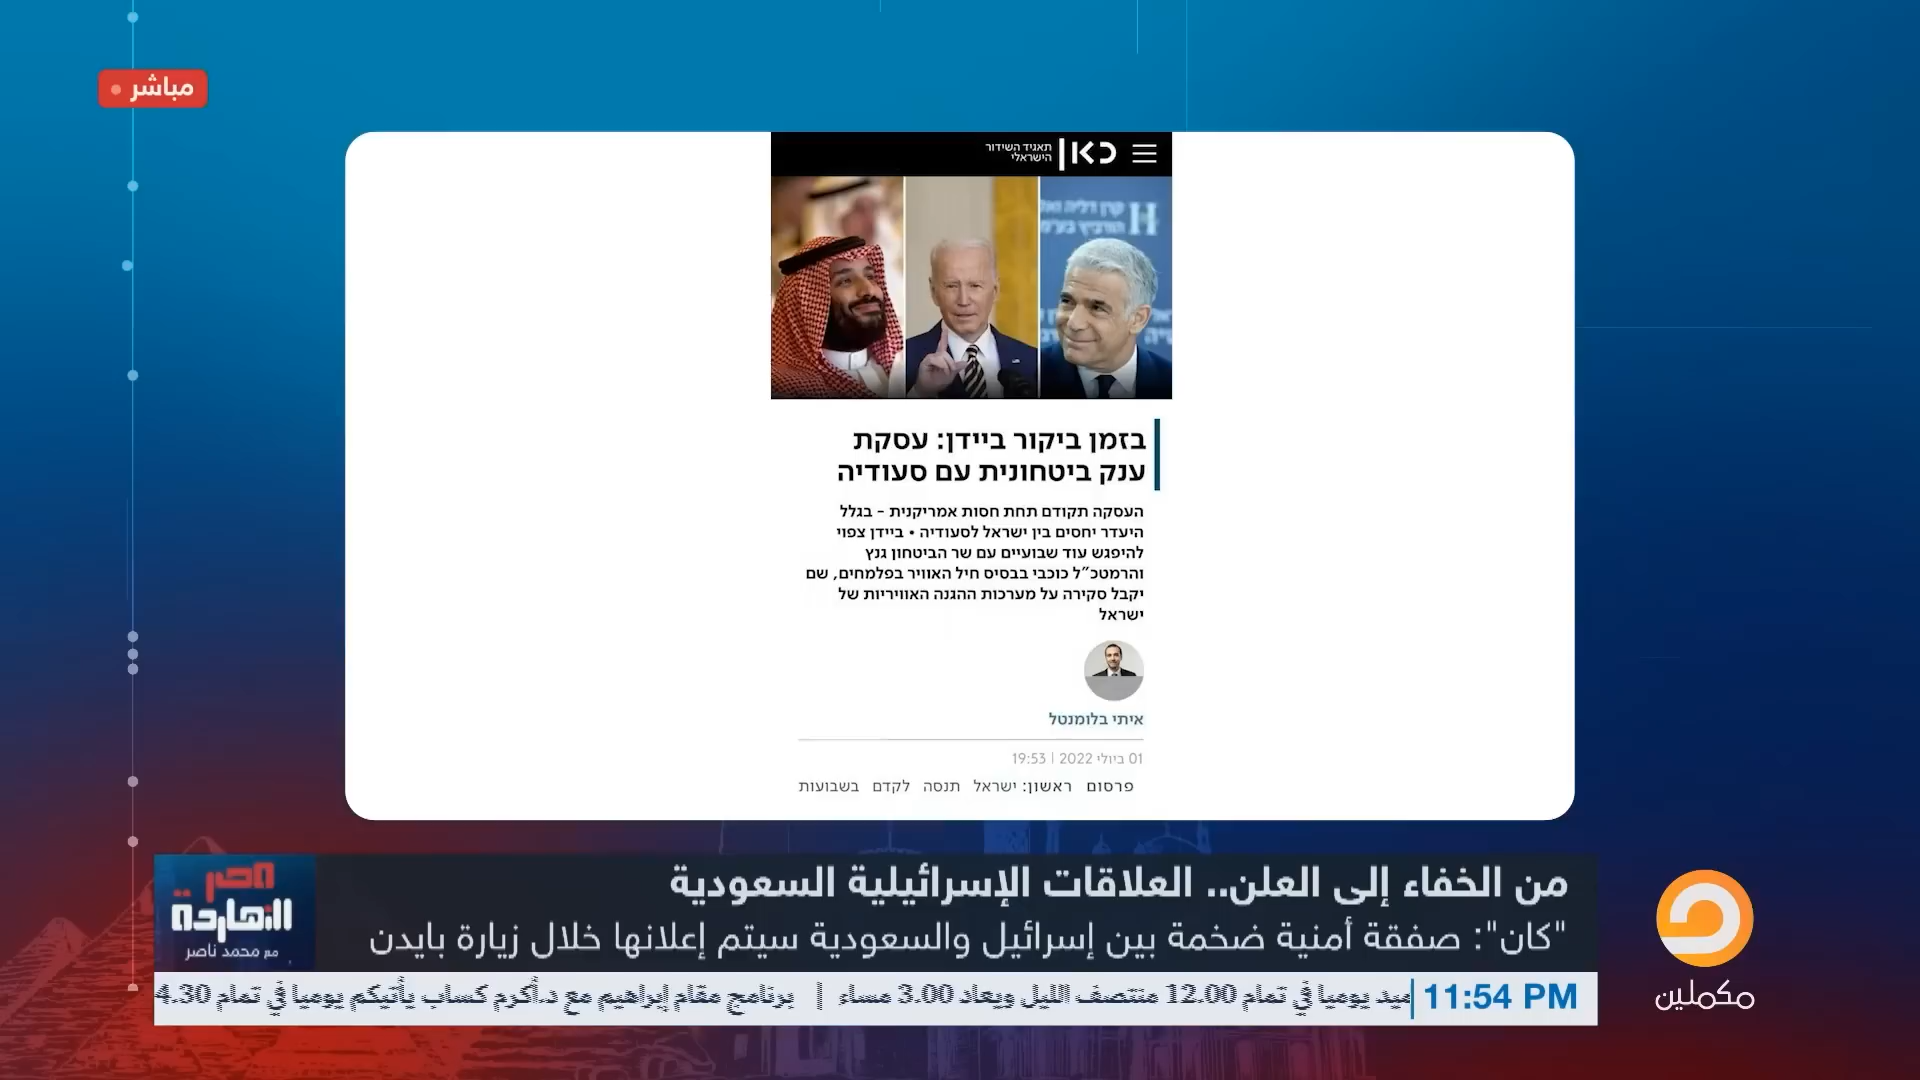 مباشر
כאן
תאגיד השידור
הישראלי
קרן דליה ואל
הורביץ בע"מ
בזמן ביקור ביידן: עסקת
ענק ביטחונית עם סעודיה
העסקה תקודם תחת חסות אמריקנית - בגלל
היעדר יחסים בין ישראל לסעודיה • ביידן צפוי
להיפגש עוד שבועיים עם שר הביטחון גנץ
והרמטכ"ל כוכבי בבסיס חיל האוויר בפלמחים, שם
יקבל סקירה על מערכות ההגנה האוויריות של
ישראל
איתי בלומנטל
01 ביולי 2022 | 19:53
פרסום ראשון: ישראל תנסה לקדם בשבועות
من الخفاء إلى العلن.. العلاقات الإسرائيلية السعودية
"كان": صفقة أمنية ضخمة بين إسرائيل والسعودية سيتم إعلانها خلال زيارة بايدن
مصر
النهاردة
مع محمد ناصر
11:54 PM
يوميا في تمام 12.00 منتصف الليل ويعاد 3.00 مساء | برنامج مقام إبراهيم مع د.أكرم كساب يأتيكم يوميا في تمام 4.30
مكملين